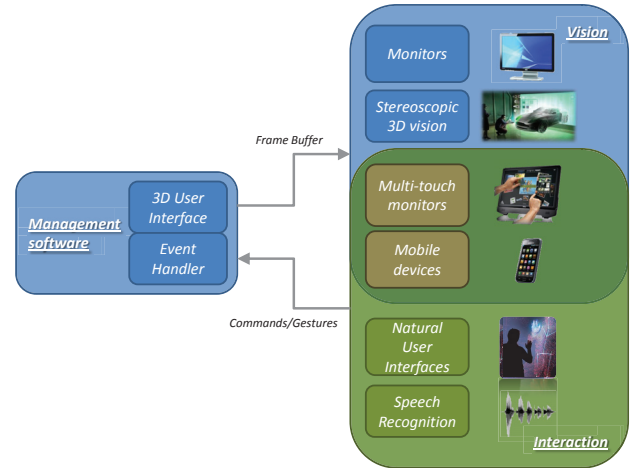 Vision
Monitors
Stereoscopic
3D vision
Frame Buffer
Multi-touch
monitors
3D User
Interface
Management
software
Event
Handler
Mobile
devices
Commands/Gestures
Natural
User
Interfaces
Speech
Recognition
Interaction